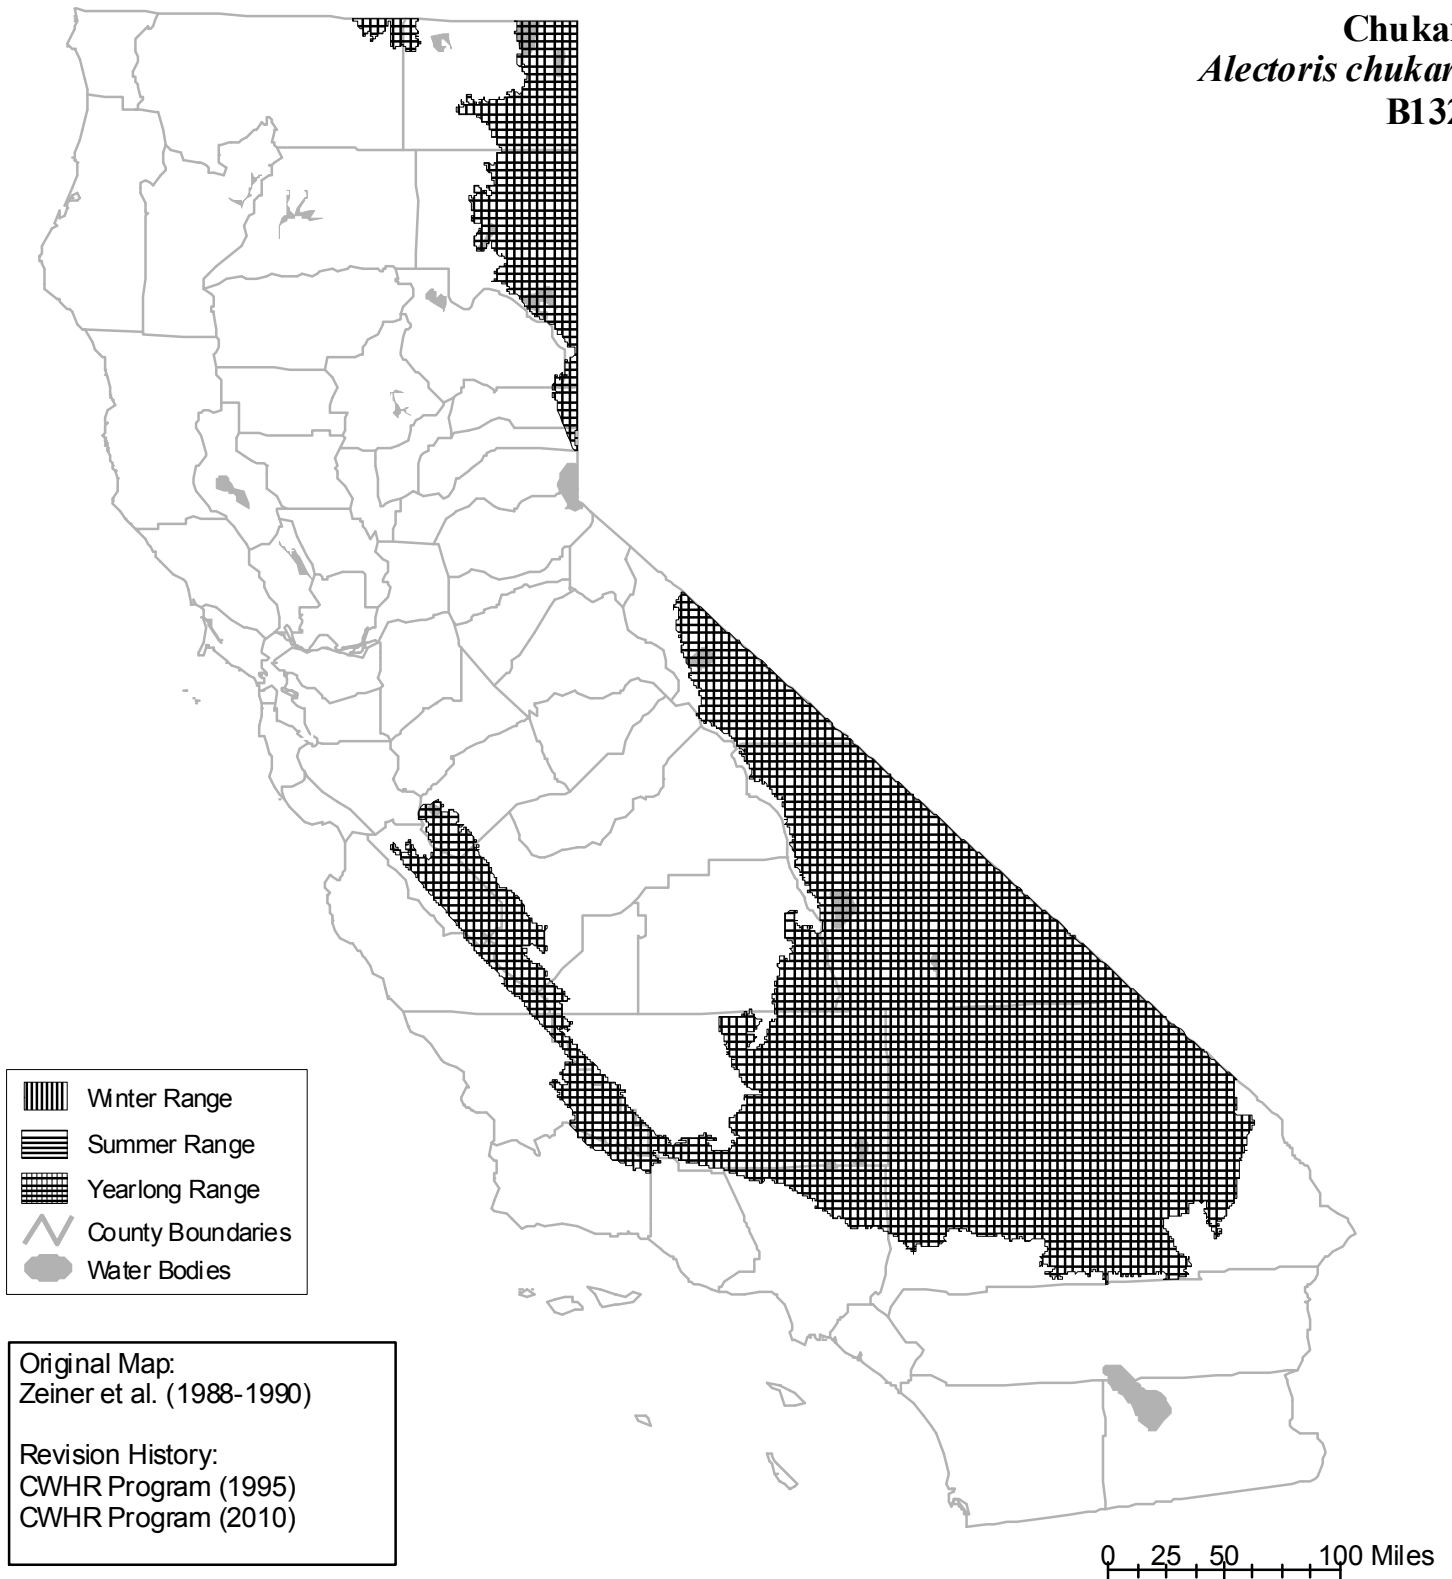 Chukar
Alectoris chukar
B132
Winter Range
Summer Range
Yearlong Range
County Boundaries
Water Bodies
Original Map:
Zeiner et al. (1988-1990)
Revision History:
CWHR Program (1995)
CWHR Program (2010)
0 25 50 100 Miles